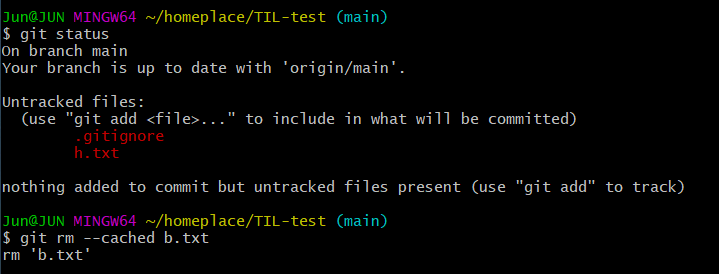 Jun@JUN MINGW64 ~/homeplace/TIL-test (main)
$ git status
On branch main
Your branch is up to date with 'origin/main'.

Untracked files:
  (use "git add <file>..." to include in what will be committed)
        .gitignore
        h.txt

nothing added to commit but untracked files present (use "git add" to track)

Jun@JUN MINGW64 ~/homeplace/TIL-test (main)
$ git rm --cached b.txt
rm 'b.txt'